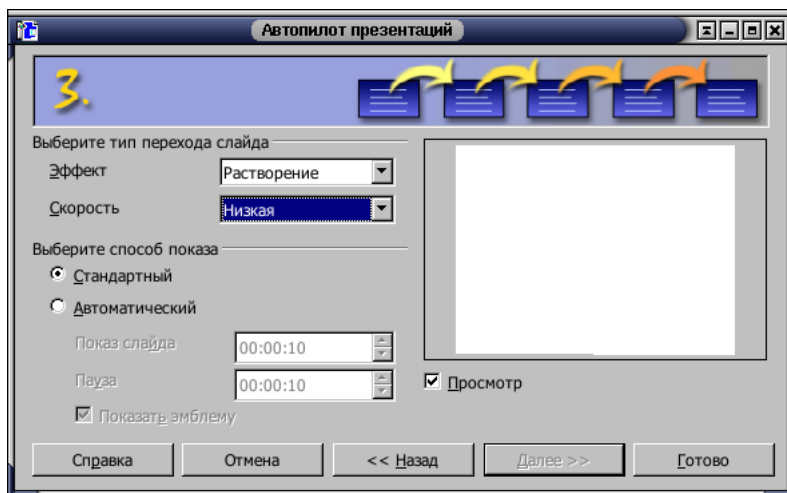 Автопилот презентаций
3.
Выберите тип перехода слайда
Эффект
Растворение
Скорость
Низкая
Выберите способ показа
Стандартный
Автоматический
Показ слайда
00:00:10
Пауза
00:00:10
Просмотр
Показать эмблему
Справка
Отмена
<< Назад
Далее >>
Готово